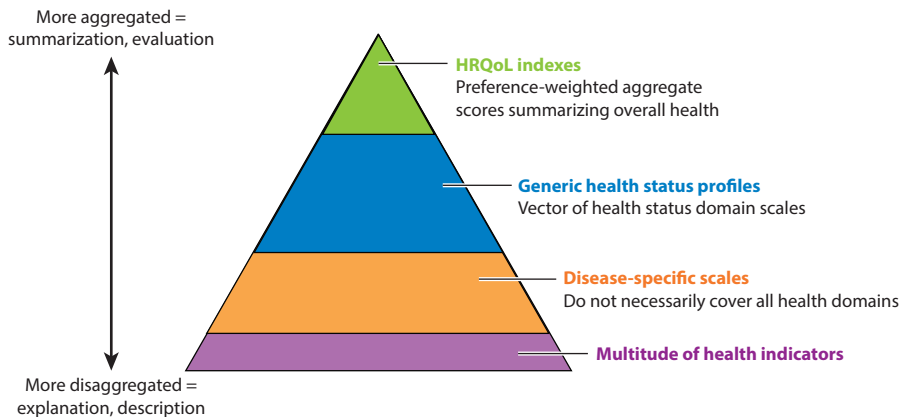 More aggregated =
summarization, evaluation
HRQoL indexes
Preference-weighted aggregate
scores summarizing overall health
Generic health status profiles
Vector of health status domain scales
Disease-specific scales
Do not necessarily cover all health domains
Multitude of health indicators
More disaggregated =
explanation, description